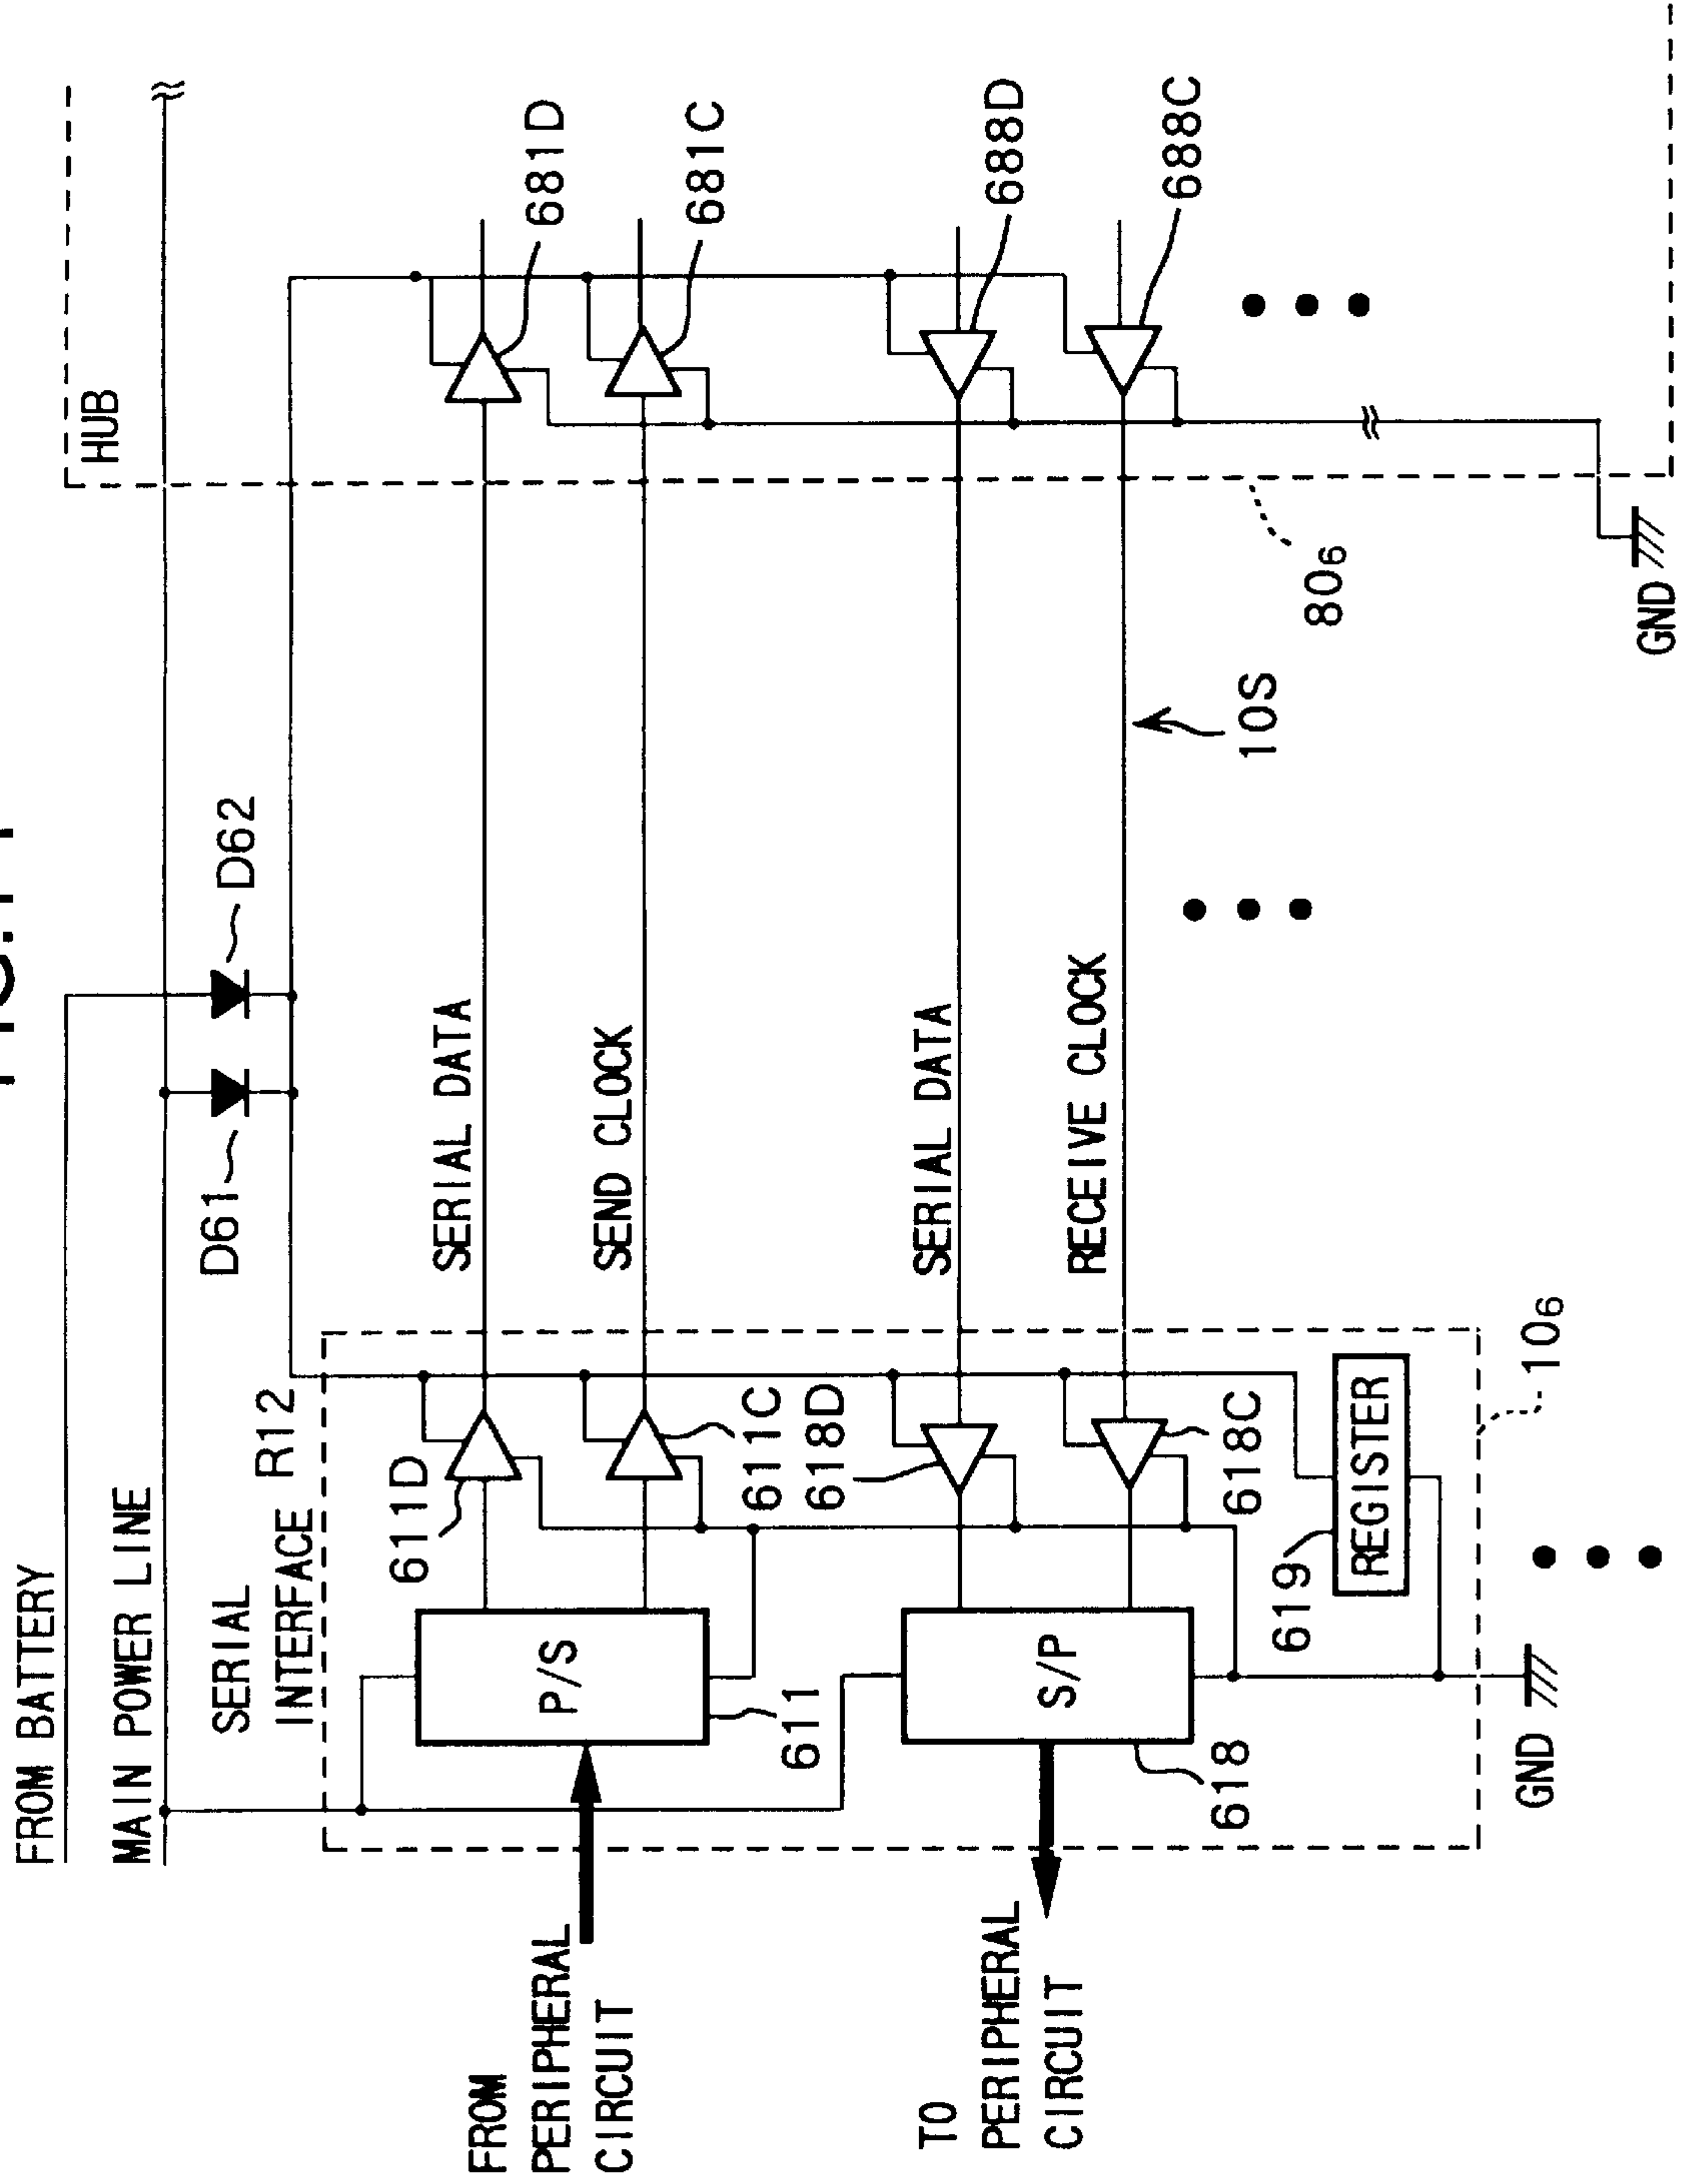 FROM BATTERY
MAIN POWER LINE
SERIAL
INTERFACE
R12
D61
D62
HUB
611D
SERIAL DATA
681D
FROM
PERIPHERAL
CIRCUIT
P/S
611
611C
SEND CLOCK
681C
618D
SERIAL DATA
688D
TO
PERIPHERAL
CIRCUIT
S/P
618
618C
RECEIVE CLOCK
688C
10S
619
REGISTER
80₆
10₆
GND
GND